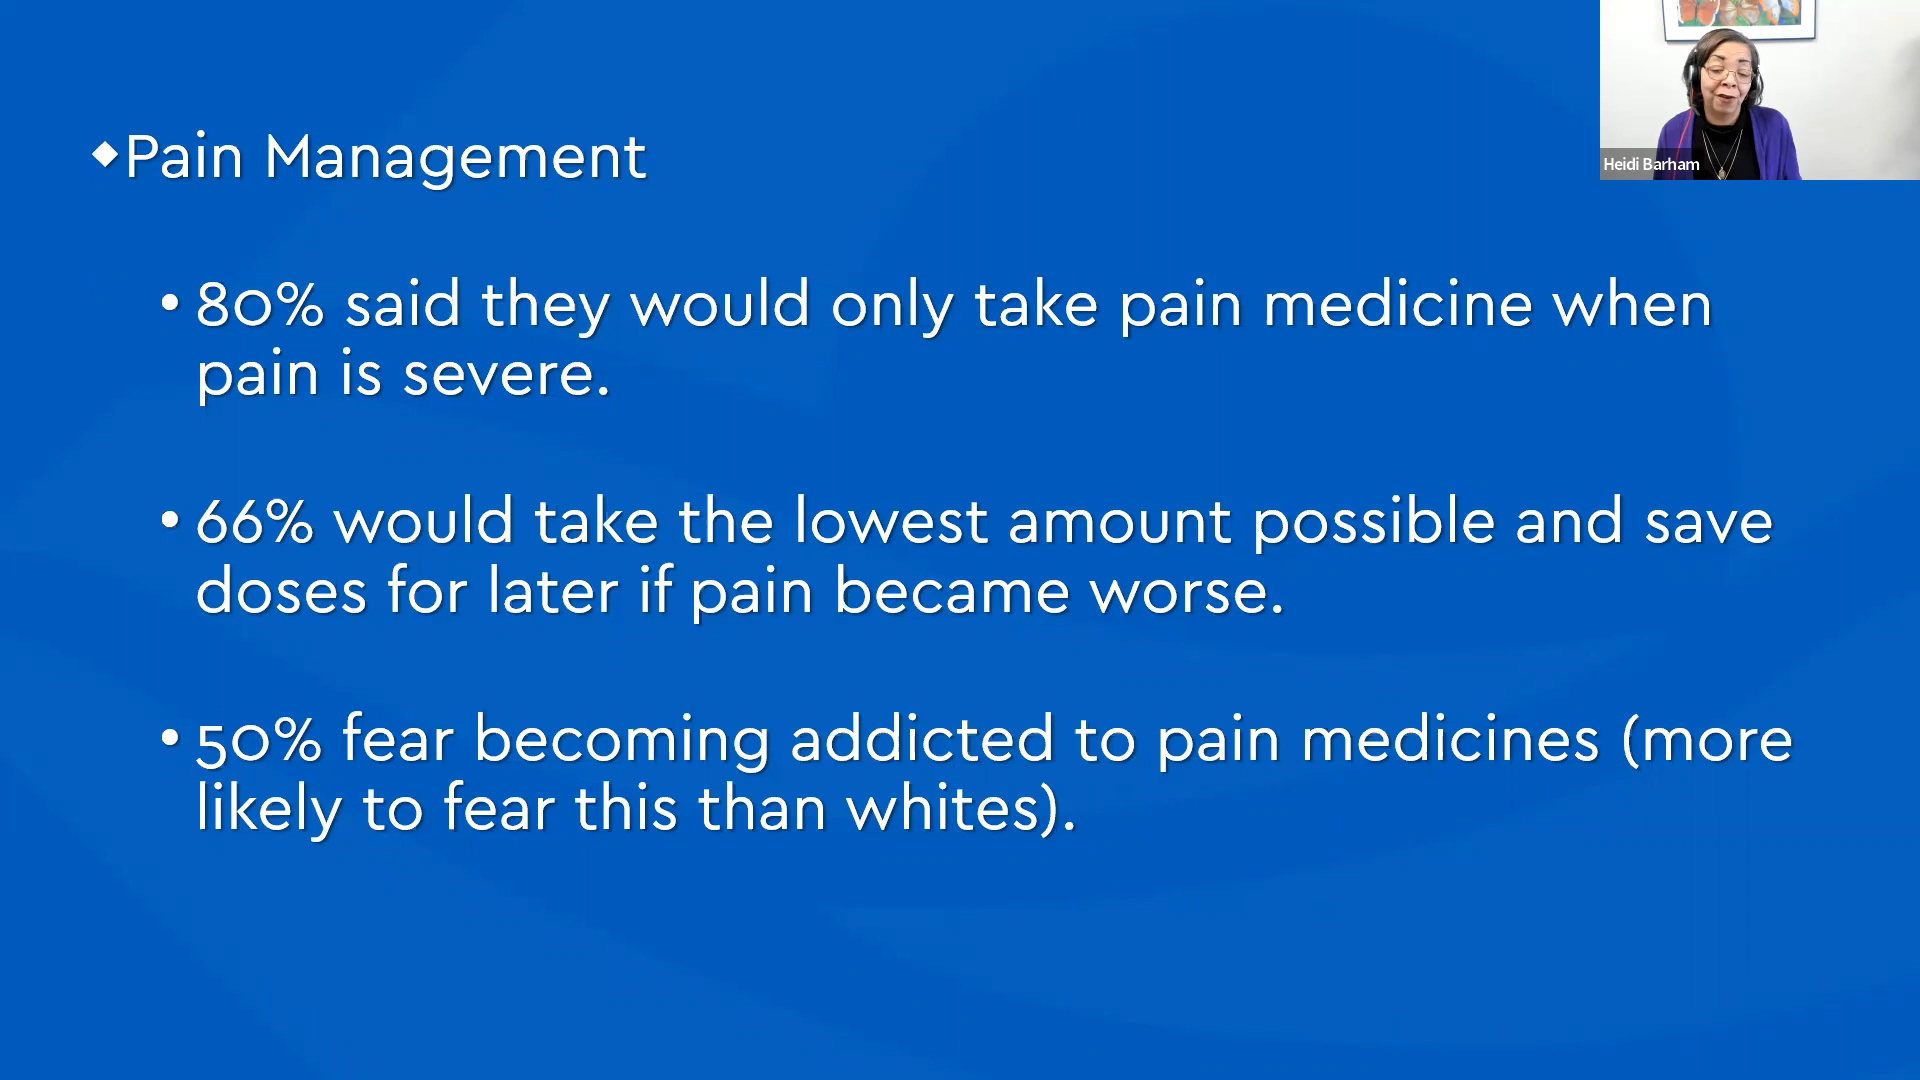 ◆Pain Management
• 80% said they would only take pain medicine when
pain is severe.
• 66% would take the lowest amount possible and save
doses for later if pain became worse.
• 50% fear becoming addicted to pain medicines (more
likely to fear this than whites).
Heidi Barham